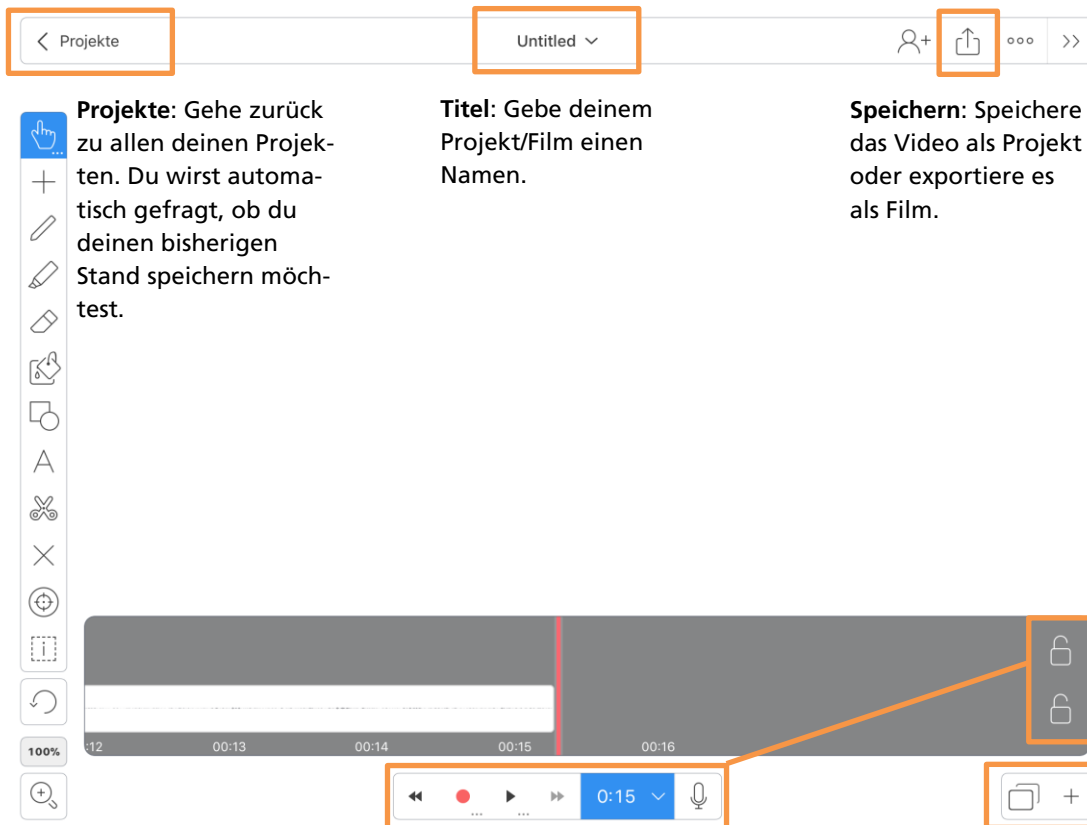 Projekte
Untitled
Projekte: Gehe zurück
zu allen deinen Projek-
ten. Du wirst automa-
tisch gefragt, ob du
deinen bisherigen
Stand speichern möch-
test.
Titel: Gebe deinem
Projekt/Film einen
Namen.
Speichern: Speichere
das Video als Projekt
oder exportiere es
als Film.
A
:12 00:13 00:14 00:15 00:16
100%
0:15